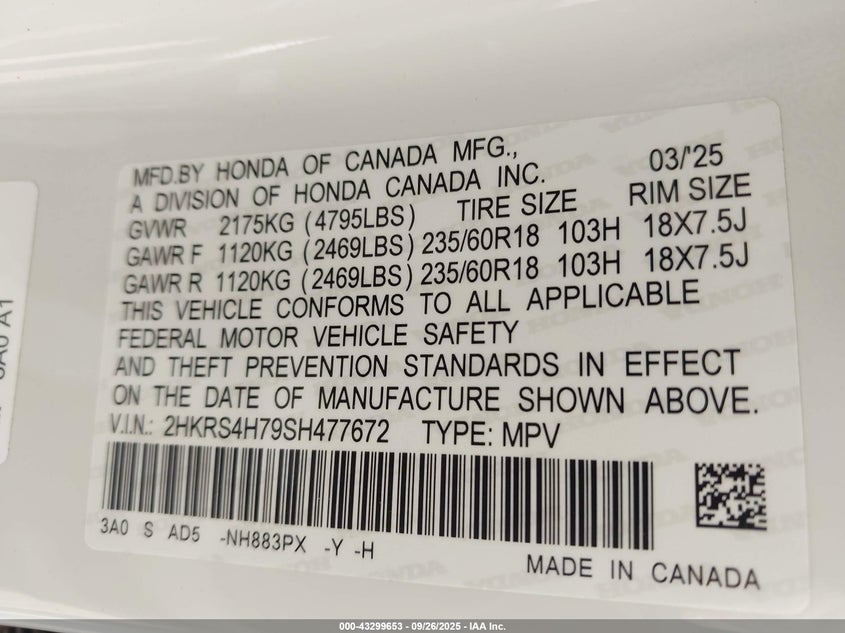 MFD.BY HONDA OF CANADA MFG., 03/'25
A DIVISION OF HONDA CANADA INC.
GVWR 2175KG (4795LBS) TIRE SIZE RIM SIZE
GAWR F 1120KG (2469LBS) 235/60R18 103H 18X7.5J
GAWR R 1120KG (2469LBS) 235/60R18 103H 18X7.5J
THIS VEHICLE CONFORMS TO ALL APPLICABLE
FEDERAL MOTOR VEHICLE SAFETY
AND THEFT PREVENTION STANDARDS IN EFFECT
ON THE DATE OF MANUFACTURE SHOWN ABOVE.
V.I.N.: 2HKRS4H79SH477672 TYPE: MPV
3A0 S AD5 -NH883PX -Y -H
MADE IN CANADA
000-43299653 - 09/26/2025 - IAA Inc.